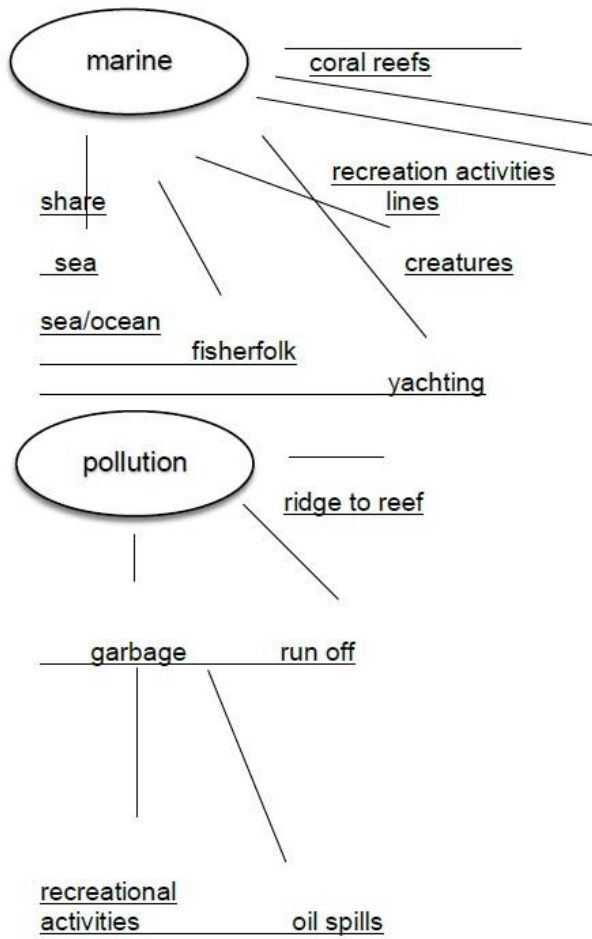 marine
coral reefs
recreation activities
share
lines
sea
creatures
sea/ocean
fisherfolk
yachting
pollution
ridge to reef
garbage run off
recreational
activities oil spills